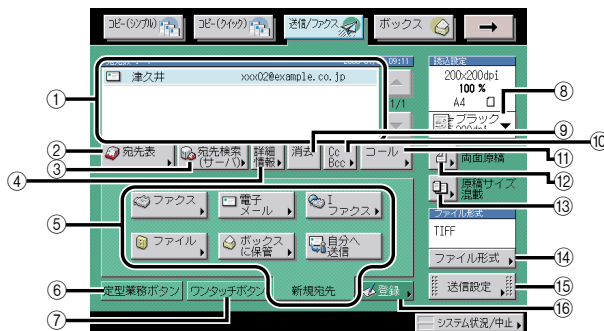 コピー(シンプル)
コピー(クイック)
送信/ファクス
ボックス
→
09:11
読込設定
津久井 xxx02@example.co.jp
1/1
200x200dpi
100 %
A4
ブラック
① ② ③ ④ ⑤ ⑥ ⑦ ⑧ ⑨ ⑩ ⑪ ⑫ ⑬ ⑭ ⑮ ⑯
宛先表
宛先検索(サーバ)
詳細情報
消去
Cc Bcc
コール
両面原稿
原稿サイズ混載
ファクス
電子メール
Iファクス
ファイル
ボックスに保管
自分へ送信
ファイル形式
TIFF
ファイル形式
定型業務ボタン
ワンタッチボタン
新規宛先
登録
送信設定
システム状況/中止